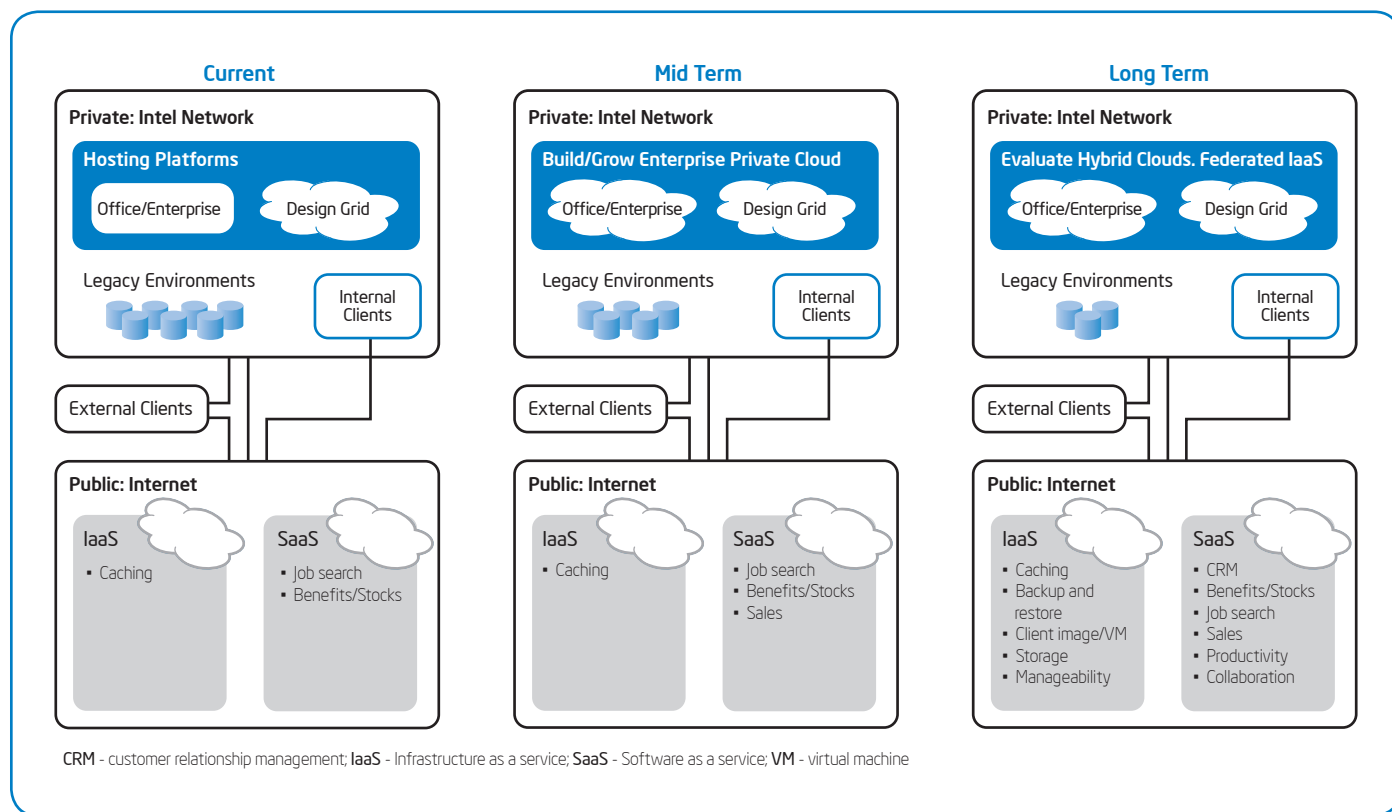 Current
Private: Intel Network
Hosting Platforms
Office/Enterprise
Design Grid
Legacy Environments
Internal
Clients
External Clients
Public: Internet
IaaS
▪ Caching
SaaS
▪ Job search
▪ Benefits/Stocks
Mid Term
Private: Intel Network
Build/Grow Enterprise Private Cloud
Office/Enterprise
Design Grid
Legacy Environments
Internal
Clients
External Clients
Public: Internet
IaaS
▪ Caching
SaaS
▪ Job search
▪ Benefits/Stocks
▪ Sales
Long Term
Private: Intel Network
Evaluate Hybrid Clouds. Federated IaaS
Office/Enterprise
Design Grid
Legacy Environments
Internal
Clients
External Clients
Public: Internet
IaaS
▪ Caching
▪ Backup and
restore
▪ Client image/VM
▪ Storage
▪ Manageability
SaaS
▪ CRM
▪ Benefits/Stocks
▪ Job search
▪ Sales
▪ Productivity
▪ Collaboration
CRM - customer relationship management; IaaS - Infrastructure as a service; SaaS - Software as a service; VM - virtual machine